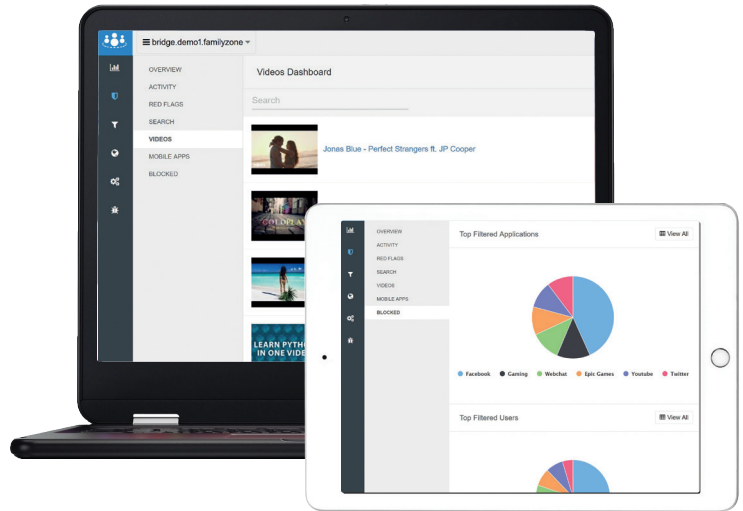 bridge.demo1.familyzone
OVERVIEW
ACTIVITY
RED FLAGS
SEARCH
VIDEOS
MOBILE APPS
BLOCKED
Videos Dashboard
Search
Jonas Blue - Perfect Strangers ft. JP Cooper
COLDPLAY
LEARN PYTH
IN ONE VIDE
OVERVIEW
ACTIVITY
RED FLAGS
SEARCH
VIDEOS
MOBILE APPS
BLOCKED
Top Filtered Applications
View All
Facebook Gaming Webchat Epic Games Youtube Twitter
Top Filtered Users
View All